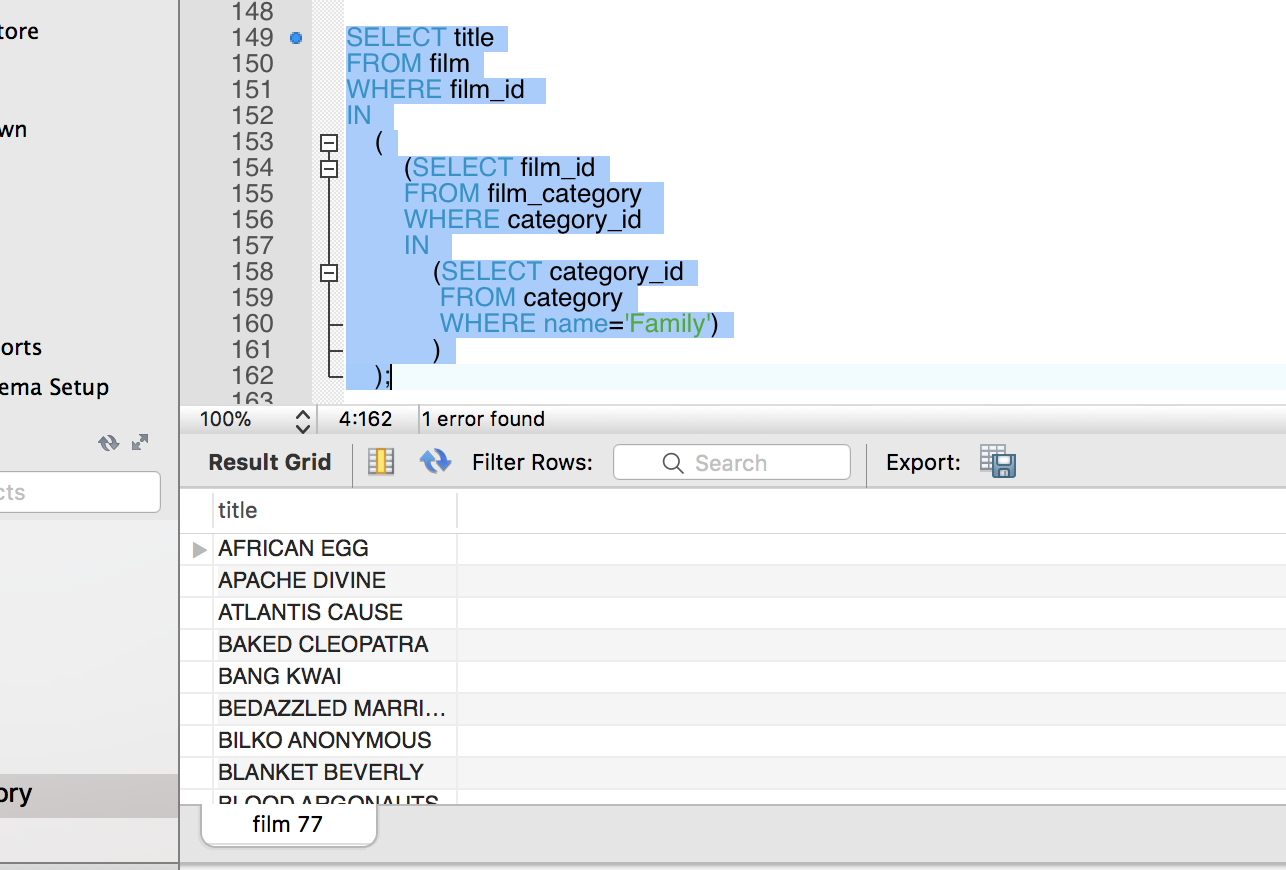 tore
wn
orts
ema Setup
cts
ory
148
149 SELECT title
150 FROM film
151 WHERE film_id
152 IN
153 (
154 (SELECT film_id
155 FROM film_category
156 WHERE category_id
157 IN
158 (SELECT category_id
159 FROM category
160 WHERE name='Family')
161 )
162 );
163
100% 4:162 1 error found
Result Grid Filter Rows: Search Export:
title
AFRICAN EGG
APACHE DIVINE
ATLANTIS CAUSE
BAKED CLEOPATRA
BANG KWAI
BEDAZZLED MARRI...
BILKO ANONYMOUS
BLANKET BEVERLY
BLOOD ARGONAUTS
film 77